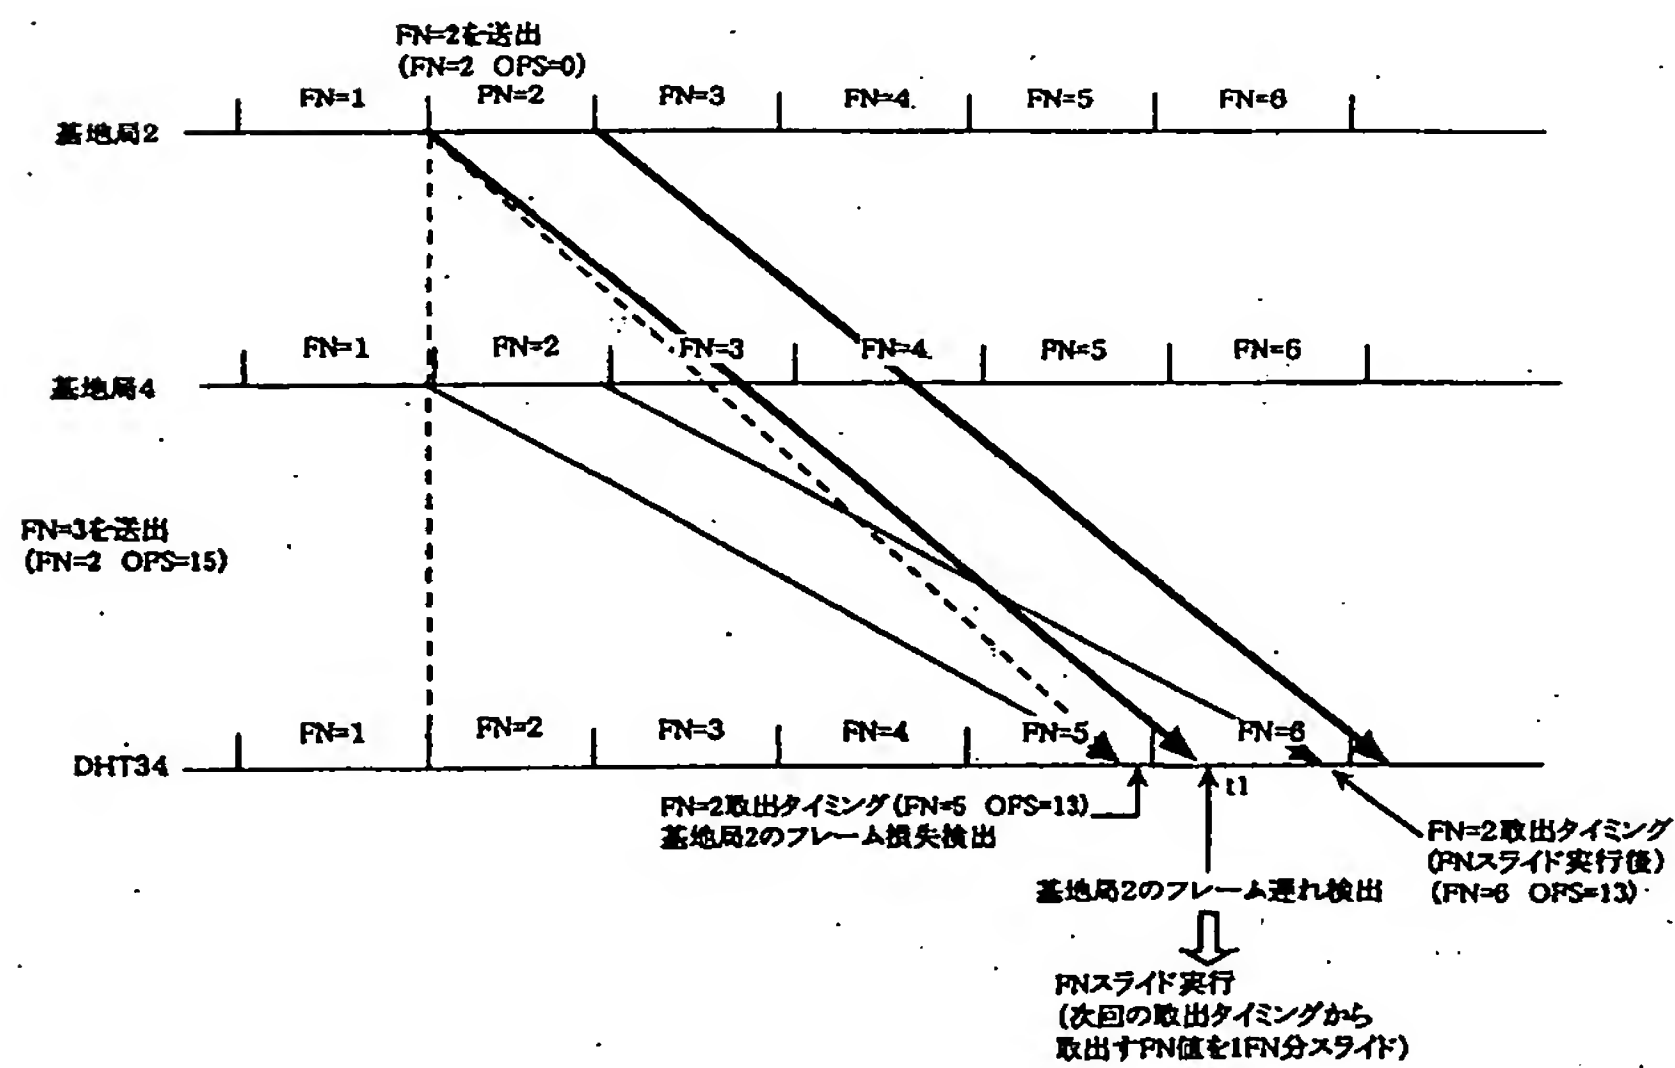 FN=2を送出
(FN=2 OFS=0)
FN=1 FN=2 FN=3 FN=4 FN=5 FN=6
基地局2
FN=1 FN=2 FN=3 FN=4 FN=5 FN=6
基地局4
FN=3を送出
(FN=2 OFS=15)
FN=1 FN=2 FN=3 FN=4 FN=5 FN=6
DHT34
t1
FN=2取出タイミング(FN=5 OFS=13)
基地局2のフレーム損失検出
FN=2取出タイミング
(FNスライド実行後)
(FN=6 OFS=13)
基地局2のフレーム遅れ検出
FNスライド実行
(次回の取出タイミングから
取出すFN値を1FN分スライド)